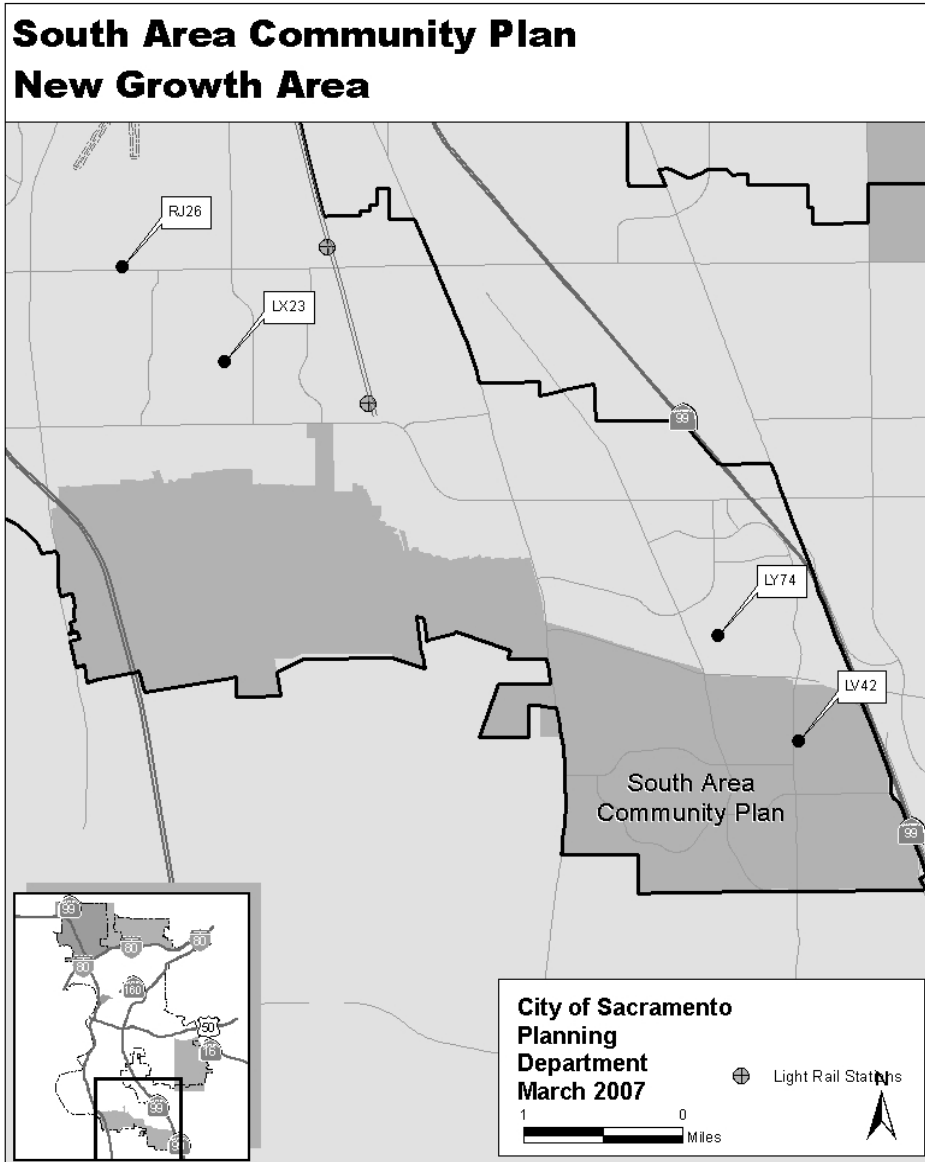 South Area Community Plan
New Growth Area
RJ26
LX23
99
LY74
LV42
South Area
Community Plan
99
99
80
80
80
160
50
16
99
99
City of Sacramento
Planning
Department
March 2007
Light Rail Stations
N
1 0
Miles